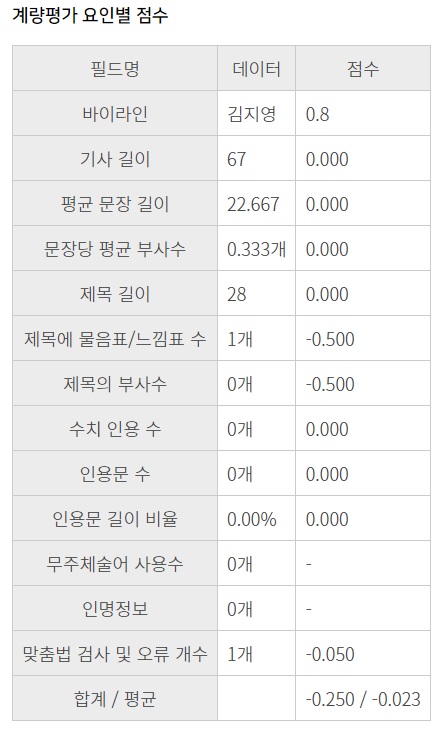 계량평가 요인별 점수
필드명 데이터 점수
바이라인 김지영 0.8
기사 길이 67 0.000
평균 문장 길이 22.667 0.000
문장당 평균 부사수 0.333개 0.000
제목 길이 28 0.000
제목에 물음표/느낌표 수 1개 -0.500
제목의 부사수 0개 -0.500
수치 인용 수 0개 0.000
인용문 수 0개 0.000
인용문 길이 비율 0.00% 0.000
무주체술어 사용수 0개 -
인명정보 0개 -
맞춤법 검사 및 오류 개수 1개 -0.050
합계 / 평균 -0.250 / -0.023